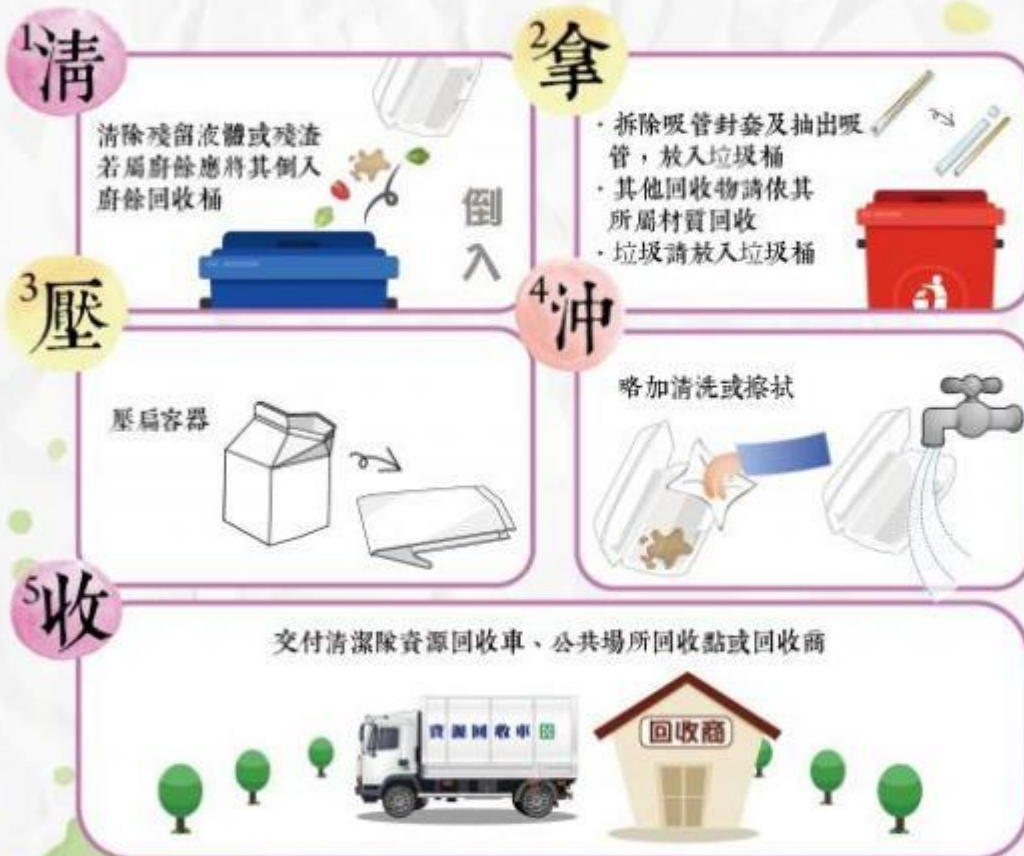 1清
清除殘留液體或殘渣
若屬廚餘應將其倒入
廚餘回收桶
倒
入
2拿
·拆除吸管封套及抽出吸
管，放入垃圾桶
·其他回收物請依其
所屬材質回收
·垃圾請放入垃圾桶
3壓
壓扁容器
4沖
略加清洗或擦拭
5收
交付清潔隊資源回收車、公共場所回收點或回收商
資源回收車
回收商